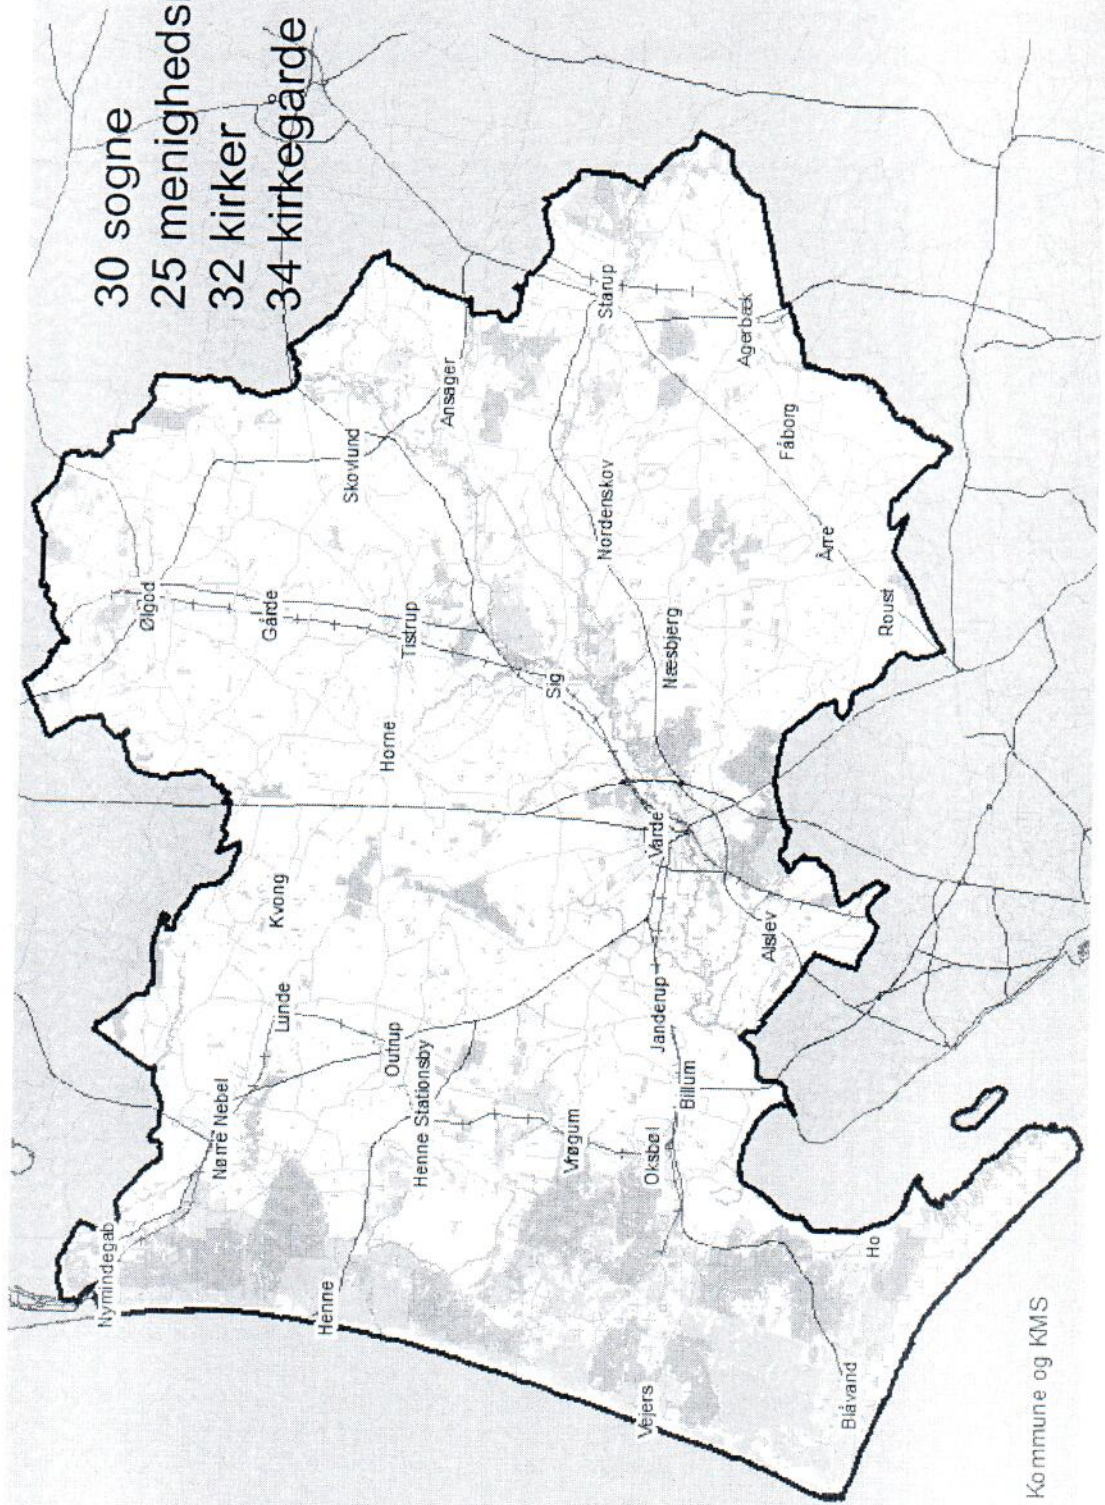 30 sogne
25 menigheds
32 kirker
34 kirkegårde
Nymindegab
Ølgod
Nørre Nebel
Gårde
Kvong
Lunde
Henne
Skovlund
Horne
Outrup
Tistrup
Henne Stationsby
Ansager
Sig
Vrøgum
Nordenskov
Starup
Vejers
Oksbøl
Varde
Janderup
Næsbjerg
Billum
Agerbæk
Alslev
Fåborg
Årre
Blåvand
Ho
Roust
Kommune og KMS